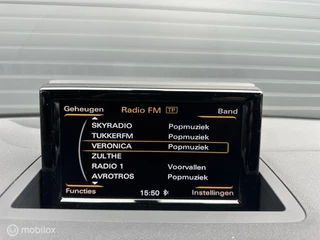 Geheugen Radio FM TP Band
SKYRADIO Popmuziek
TUKKERFM Popmuziek
VERONICA Popmuziek
ZULTHE
RADIO 1 Voorvallen
AVROTROS Popmuziek
Functies 15:50 Instellingen
mobilox